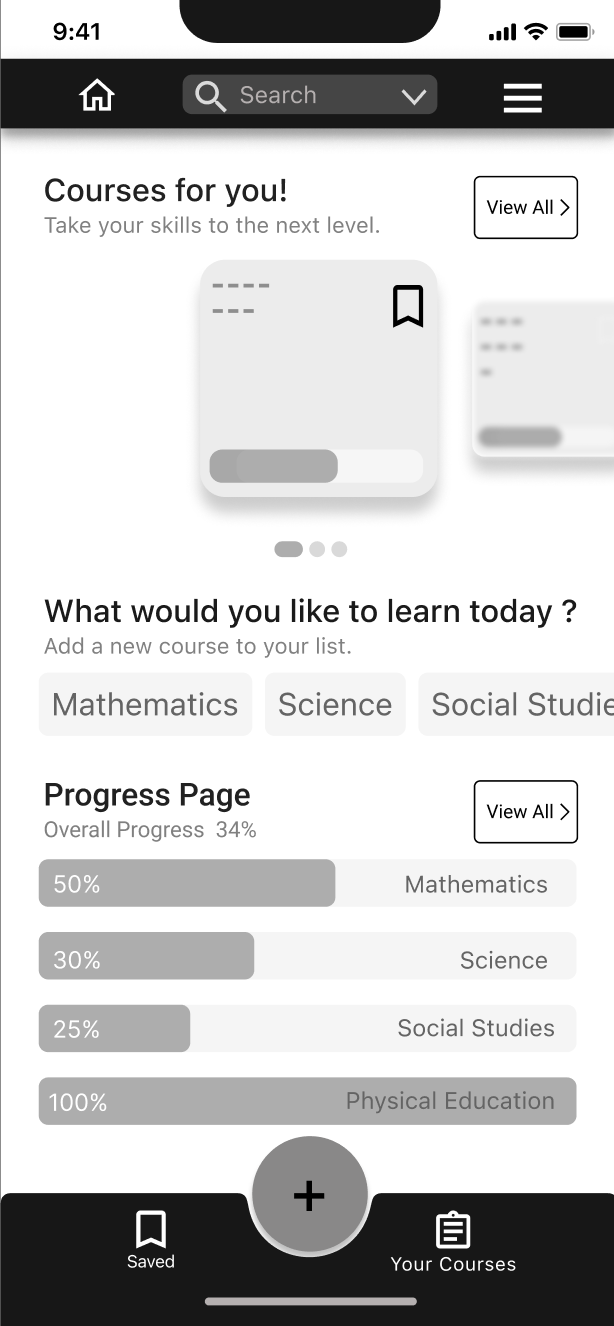 9:41
Search
Courses for you!
Take your skills to the next level.
View All
What would you like to learn today ?
Add a new course to your list.
Mathematics
Science
Social Studie
Progress Page
Overall Progress 34%
View All
50%
Mathematics
30%
Science
25%
Social Studies
100%
Physical Education
Saved
Your Courses